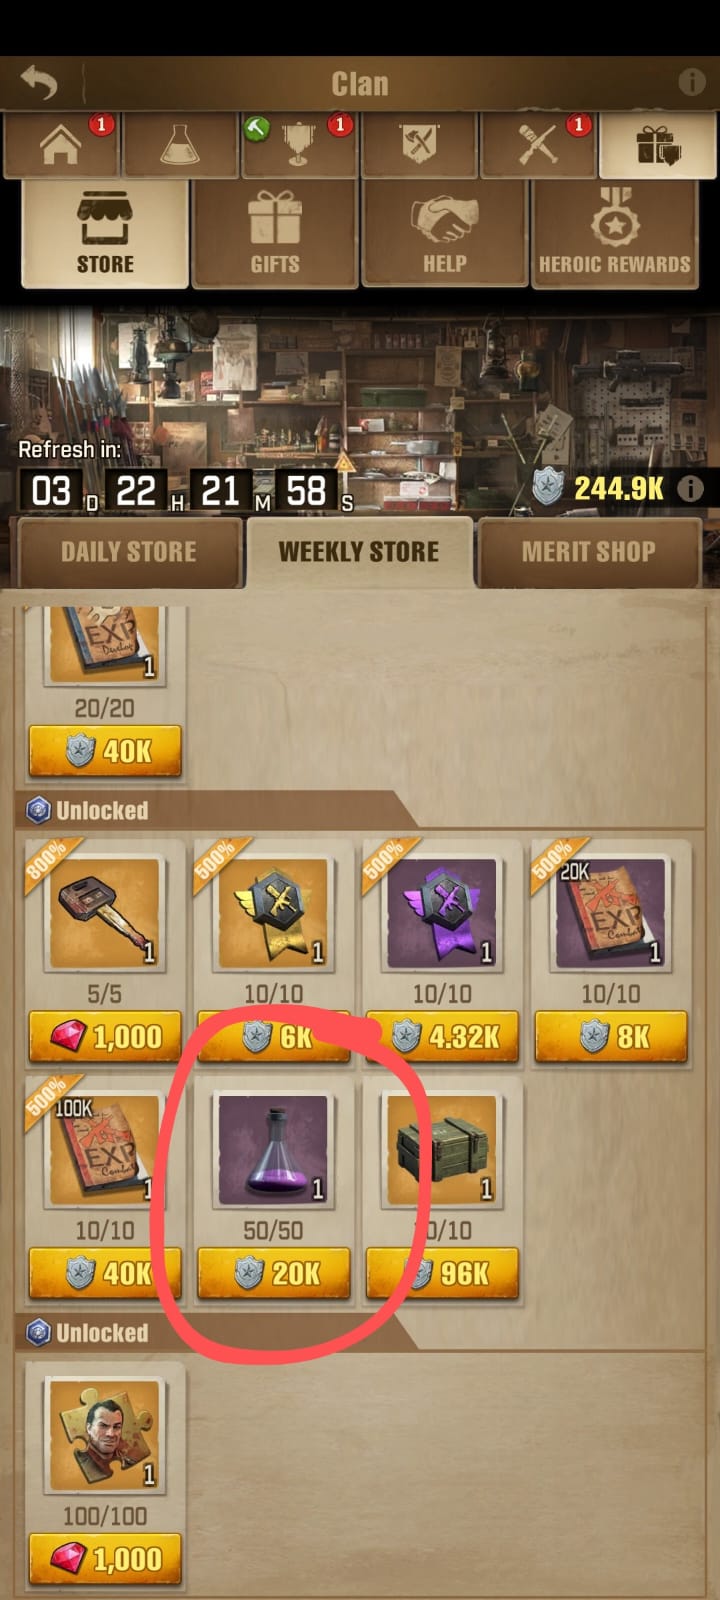 Clan
i
1
1
1
STORE
GIFTS
HELP
HEROIC REWARDS
Refresh in:
03 D 22 H 21 M 58 S
244.9K
i
DAILY STORE
WEEKLY STORE
MERIT SHOP
EXP
1
20/20
40K
Unlocked
800%
500%
500%
500%
20K
EXP
Combat
1
1
1
1
5/5
10/10
10/10
10/10
1,000
6K
4.32K
8K
500%
100K
EXP
Combat
1
1
1
10/10
50/50
0/10
40K
20K
96K
Unlocked
1
100/100
1,000